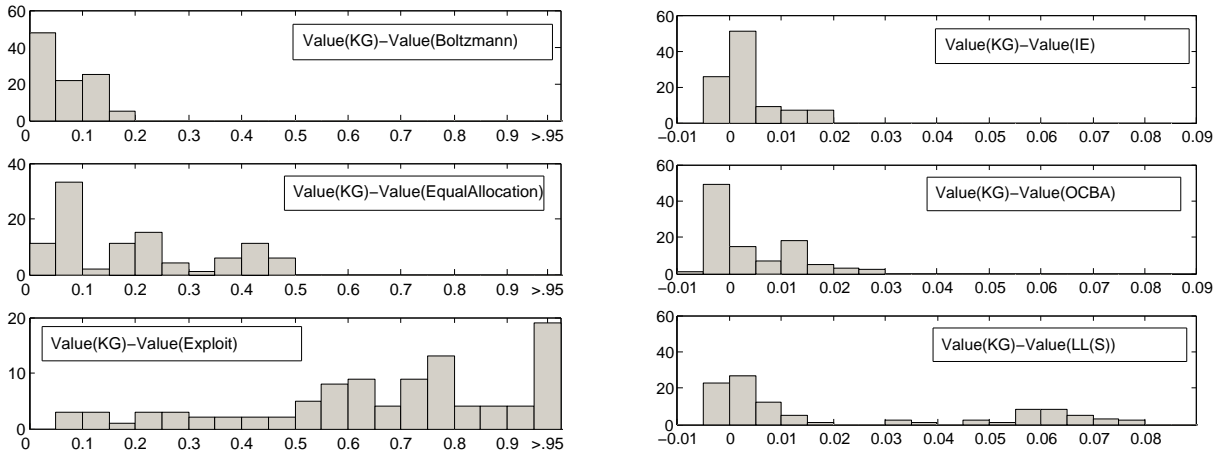 Value(KG)−Value(Boltzmann)
60
40
20
0
0 0.1 0.2 0.3 0.4 0.5 0.6 0.7 0.8 0.9 >.95
Value(KG)−Value(EqualAllocation)
40
20
0
0 0.1 0.2 0.3 0.4 0.5 0.6 0.7 0.8 0.9 >.95
Value(KG)−Value(Exploit)
20
10
0
0 0.1 0.2 0.3 0.4 0.5 0.6 0.7 0.8 0.9 >.95
Value(KG)−Value(IE)
60
40
20
0
−0.01 0 0.01 0.02 0.03 0.04 0.05 0.06 0.07 0.08 0.09
Value(KG)−Value(OCBA)
60
40
20
0
−0.01 0 0.01 0.02 0.03 0.04 0.05 0.06 0.07 0.08 0.09
Value(KG)−Value(LL(S))
60
40
20
0
−0.01 0 0.01 0.02 0.03 0.04 0.05 0.06 0.07 0.08